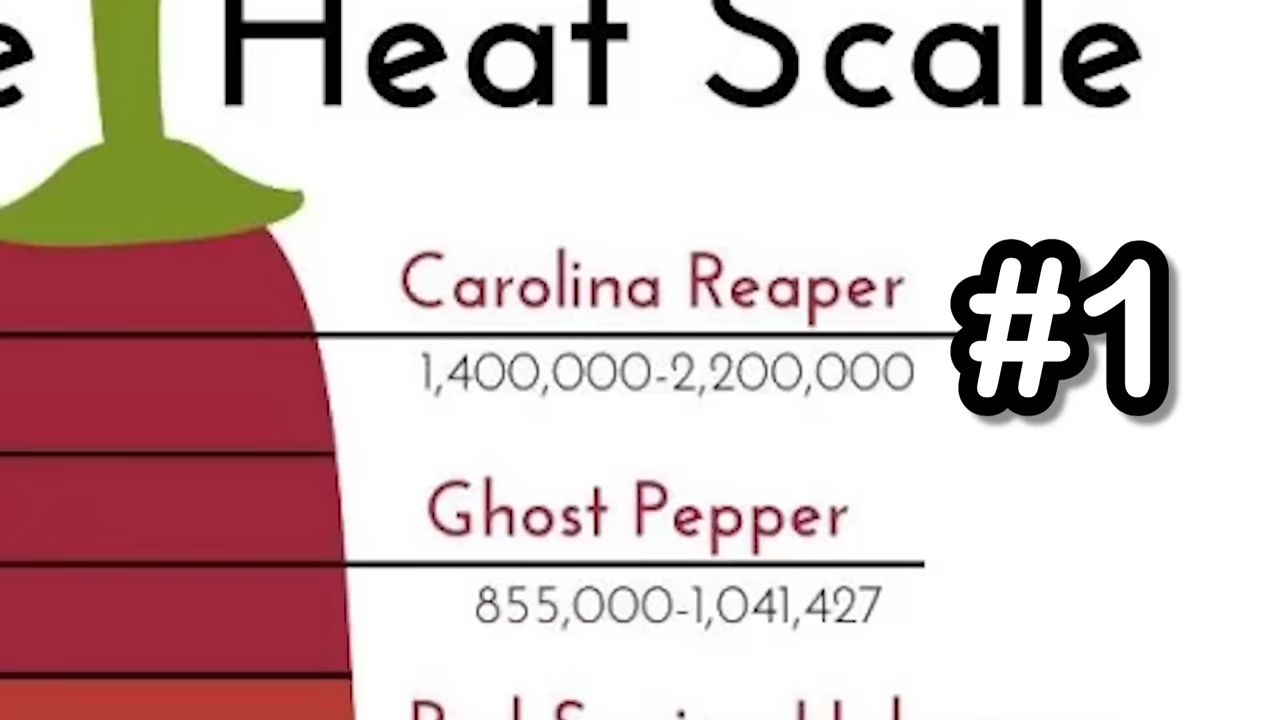 e Heat Scale
Carolina Reaper
#1
1,400,000-2,200,000
Ghost Pepper
855,000-1,041,427